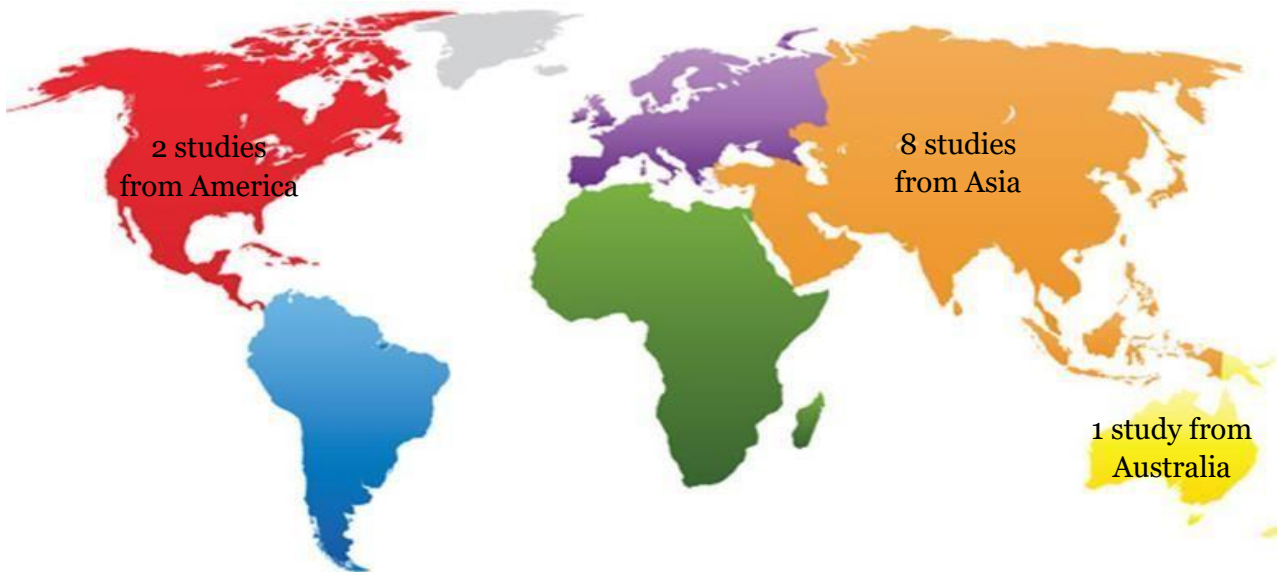 2 studies
from America
8 studies
from Asia
1 study from
Australia